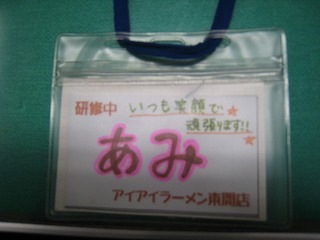 研修中 いつも笑顔で☆
頑張ります!!☆
あみ
アイアイラーメン東開店